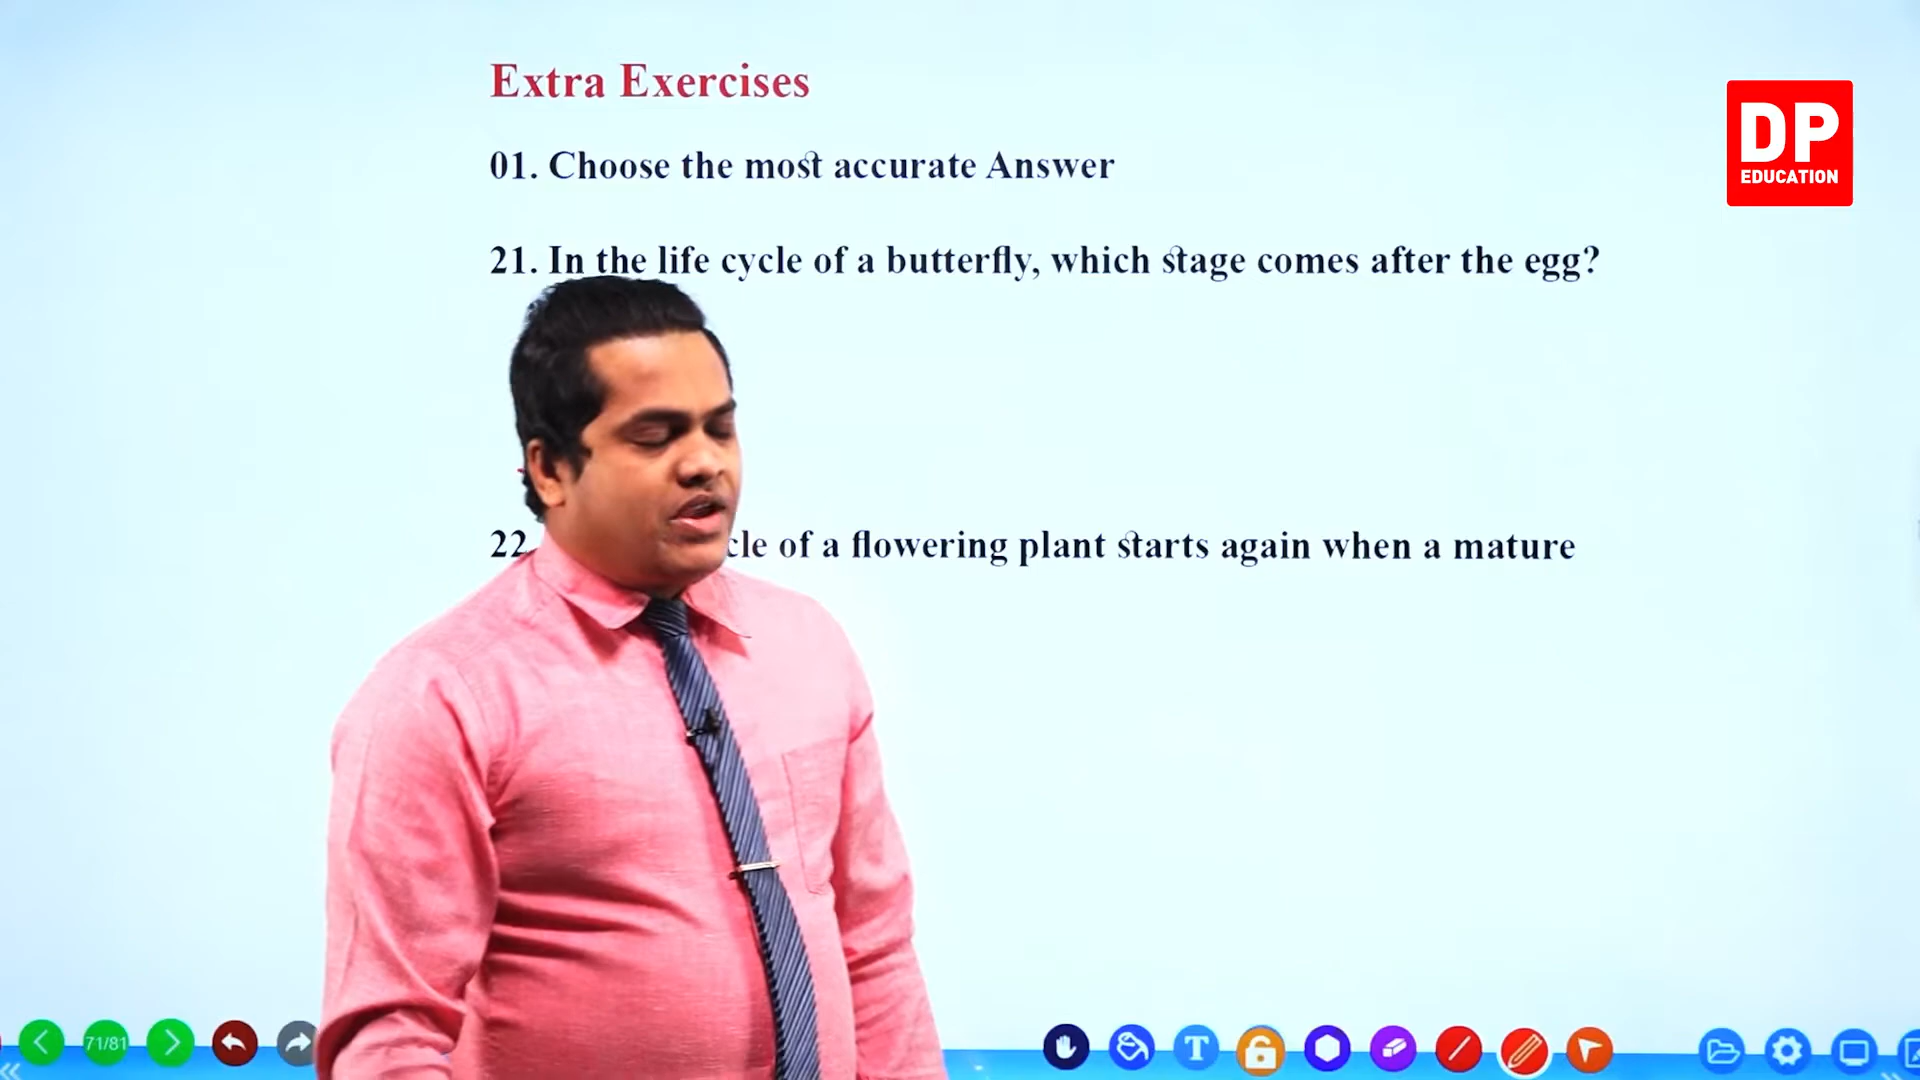 Extra Exercises
DP
EDUCATION
01. Choose the most accurate Answer
21. In the life cycle of a butterfly, which stage comes after the egg?
22 cle of a flowering plant starts again when a mature
71/81
T